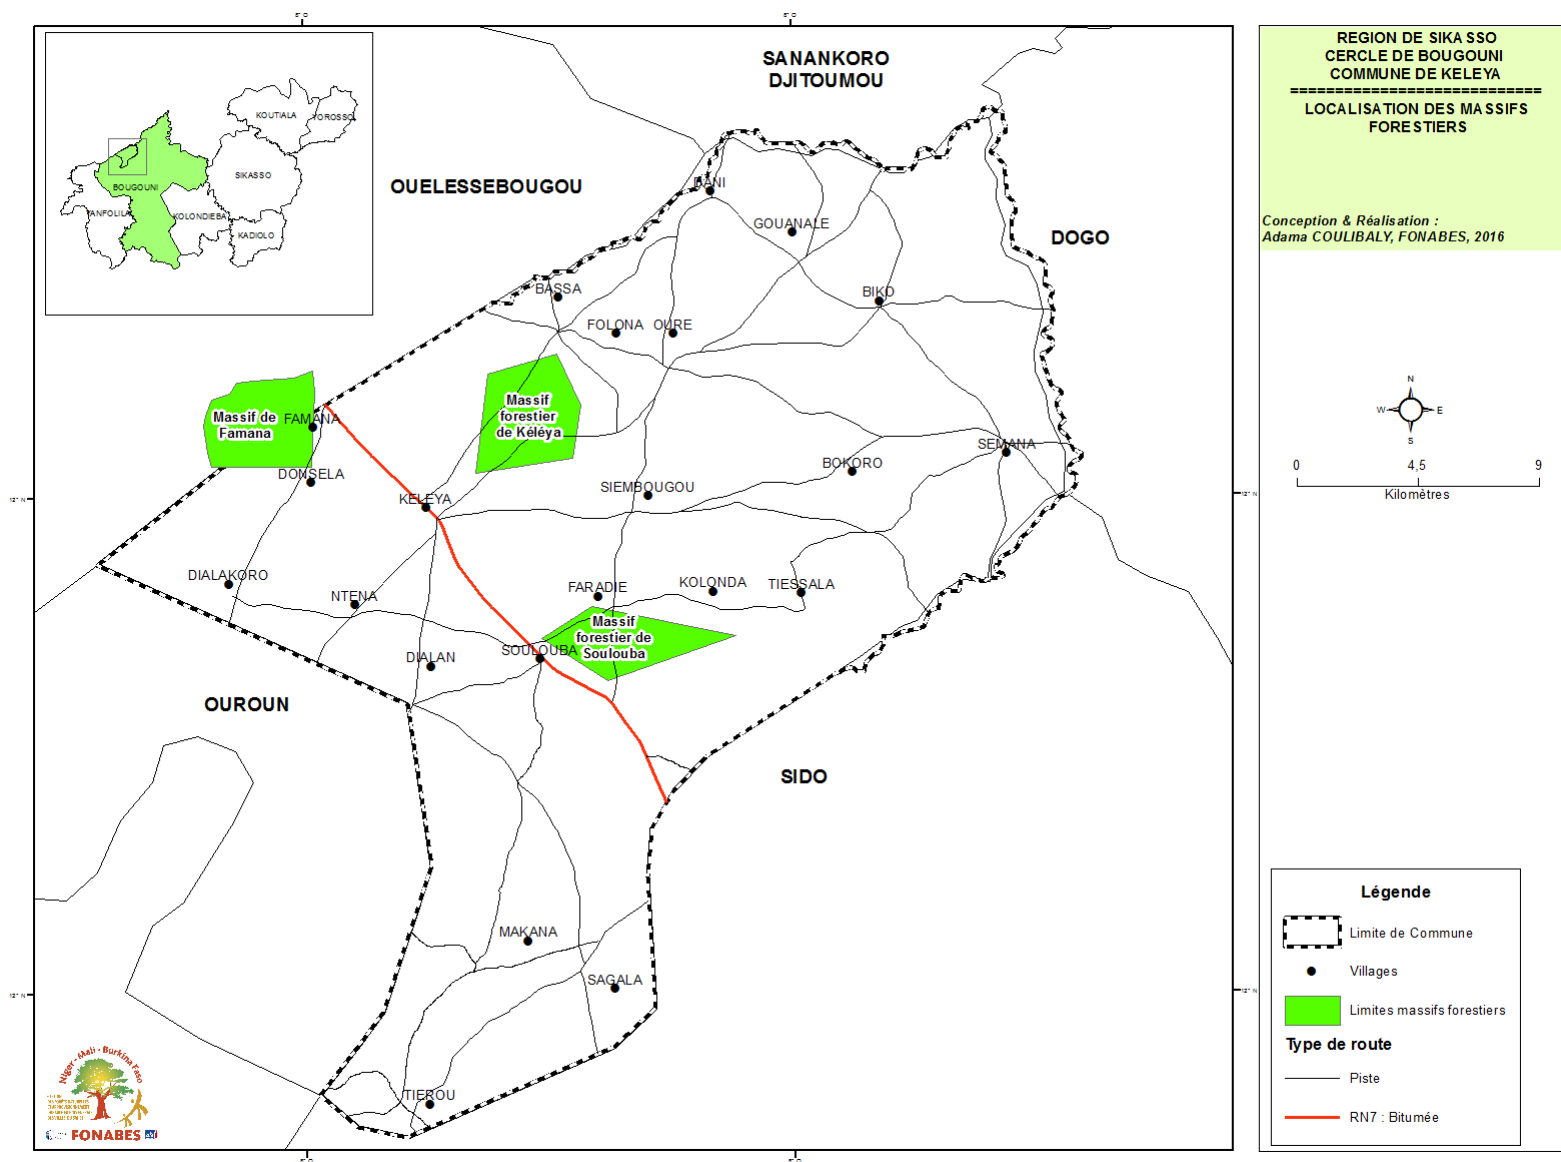 REGION DE SIKASSO
CERCLE DE BOUGOUNI
COMMUNE DE KELEYA
===========================
LOCALISATION DES MASSIFS
FORESTIERS
Conception & Réalisation :
Adama COULIBALY, FONABES, 2016
KOUTIALA
YOROSSO
SIKASSO
BOUGOUNI
YANFOLILA
KOLONDIEBA
KADIOLO
SANANKORO
DJITOUMOU
OUELESSEBOUGOU
DOGO
OUROUN
SIDO
DANI
GOUANALE
BASSA
BIKO
FOLONA
OURE
Massif de
Famana
FAMANA
Massif
forestier
de Kéléya
DONSELA
KELEYA
SIEMBOUGOU
BOKORO
SEMANA
DIALAKORO
NTENA
FARADIE
KOLONDA
TIESSALA
Massif
forestier de
Soulouba
DIALAN
SOULOUBA
MAKANA
SAGALA
TIEROU
N
W
E
S
0
4,5
9
Kilomètres
Légende
Limite de Commune
Villages
Limites massifs forestiers
Type de route
Piste
RN7 : Bitumée
Niger - Mali - Burkina Faso
FONABES